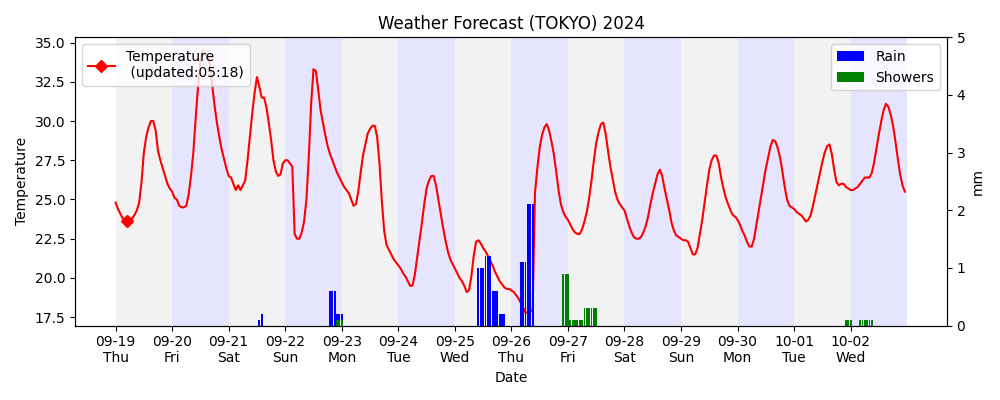 Weather Forecast (TOKYO) 2024
Temperature
(updated:05:18)
Rain
Showers
35.0
32.5
30.0
27.5
25.0
22.5
20.0
17.5
Temperature
5
4
3
2
1
0
mm
09-19 09-20 09-21 09-22 09-23 09-24 09-25 09-26 09-27 09-28 09-29 09-30 10-01 10-02
Thu Fri Sat Sun Mon Tue Wed Thu Fri Sat Sun Mon Tue Wed
Date